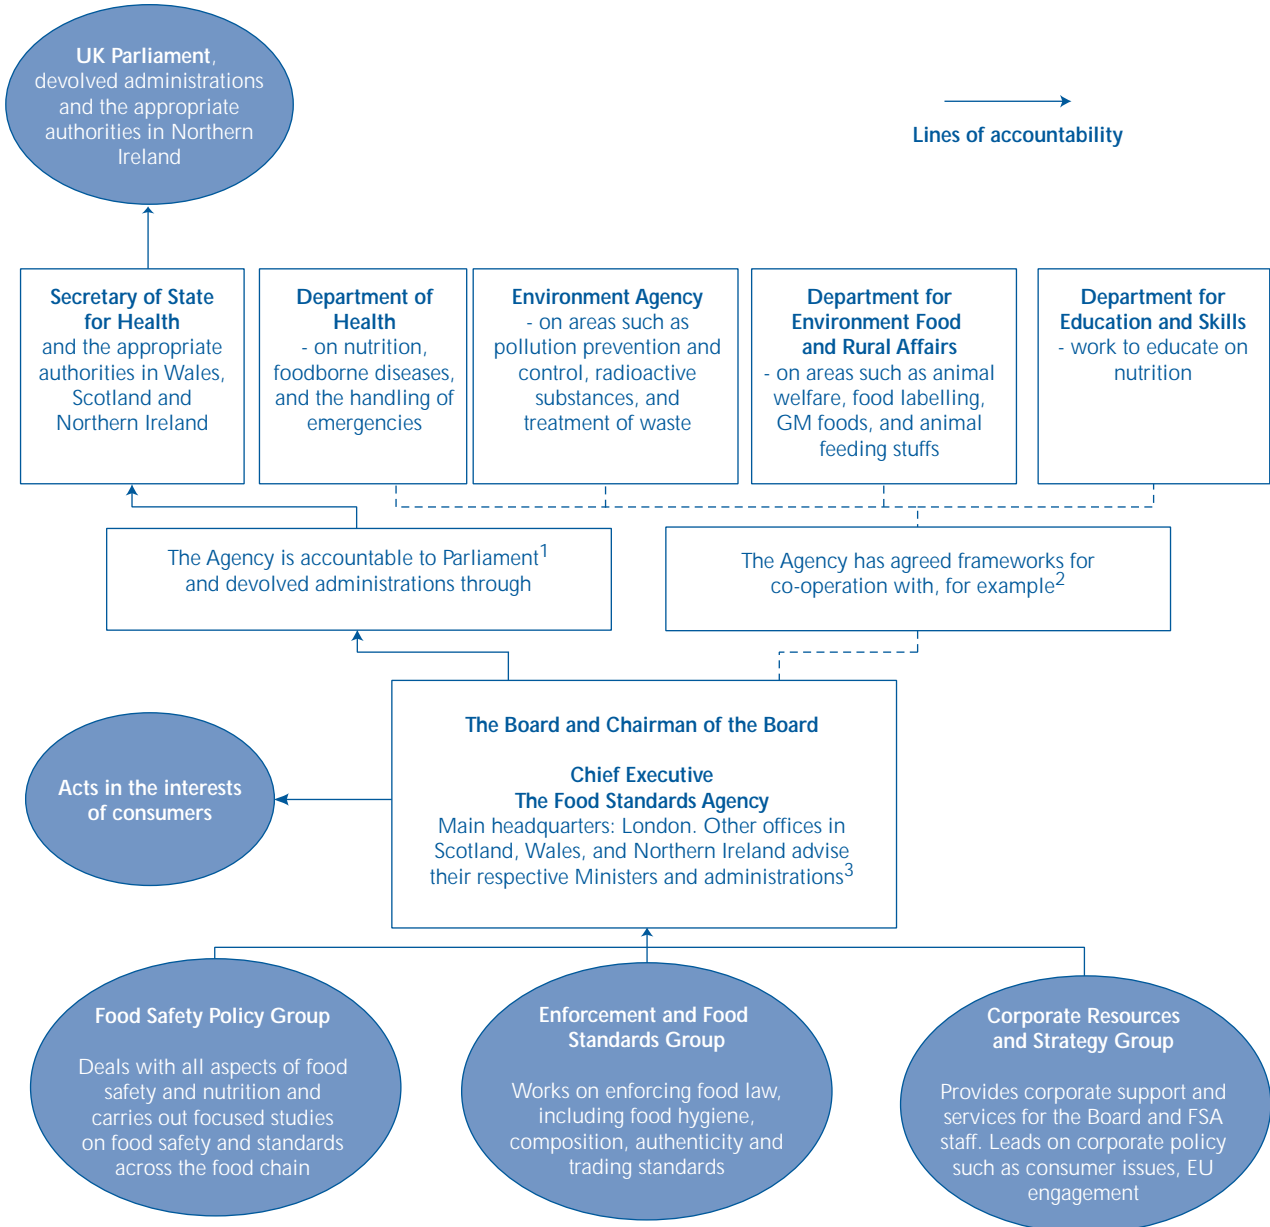 UK Parliament,
devolved administrations
and the appropriate
authorities in Northern
Ireland
Lines of accountability
Secretary of State
for Health
and the appropriate
authorities in Wales,
Scotland and
Northern Ireland
Department of
Health
- on nutrition,
foodborne diseases,
and the handling of
emergencies
Environment Agency
- on areas such as
pollution prevention and
control, radioactive
substances, and
treatment of waste
Department for
Environment Food
and Rural Affairs
- on areas such as animal
welfare, food labelling,
GM foods, and animal
feeding stuffs
Department for
Education and Skills
- work to educate on
nutrition
The Agency is accountable to Parliament1
and devolved administrations through
The Agency has agreed frameworks for
co-operation with, for example2
The Board and Chairman of the Board
Chief Executive
The Food Standards Agency
Main headquarters: London. Other offices in
Scotland, Wales, and Northern Ireland advise
their respective Ministers and administrations3
Acts in the interests
of consumers
Food Safety Policy Group
Deals with all aspects of food
safety and nutrition and
carries out focused studies
on food safety and standards
across the food chain
Enforcement and Food
Standards Group
Works on enforcing food law,
including food hygiene,
composition, authenticity and
trading standards
Corporate Resources
and Strategy Group
Provides corporate support and
services for the Board and FSA
staff. Leads on corporate policy
such as consumer issues, EU
engagement